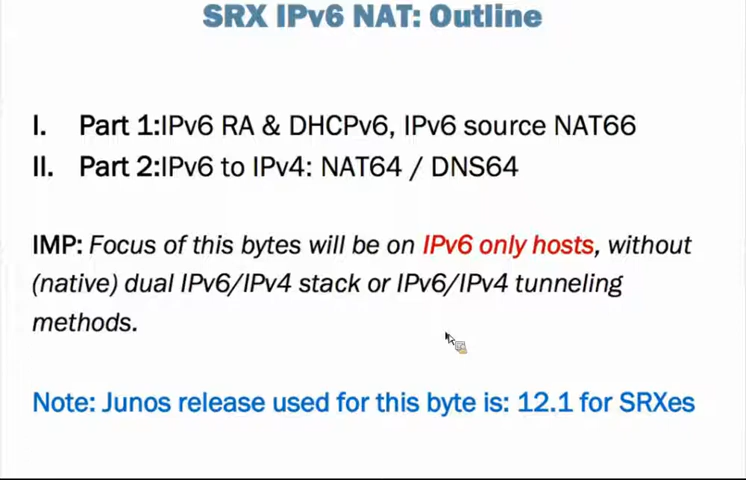 SRX IPv6 NAT: Outline
I. Part 1:IPv6 RA & DHCPv6, IPv6 source NAT66
II. Part 2:IPv6 to IPv4: NAT64 / DNS64
IMP: Focus of this bytes will be on IPv6 only hosts, without
(native) dual IPv6/IPv4 stack or IPv6/IPv4 tunneling
methods.
Note: Junos release used for this byte is: 12.1 for SRXes